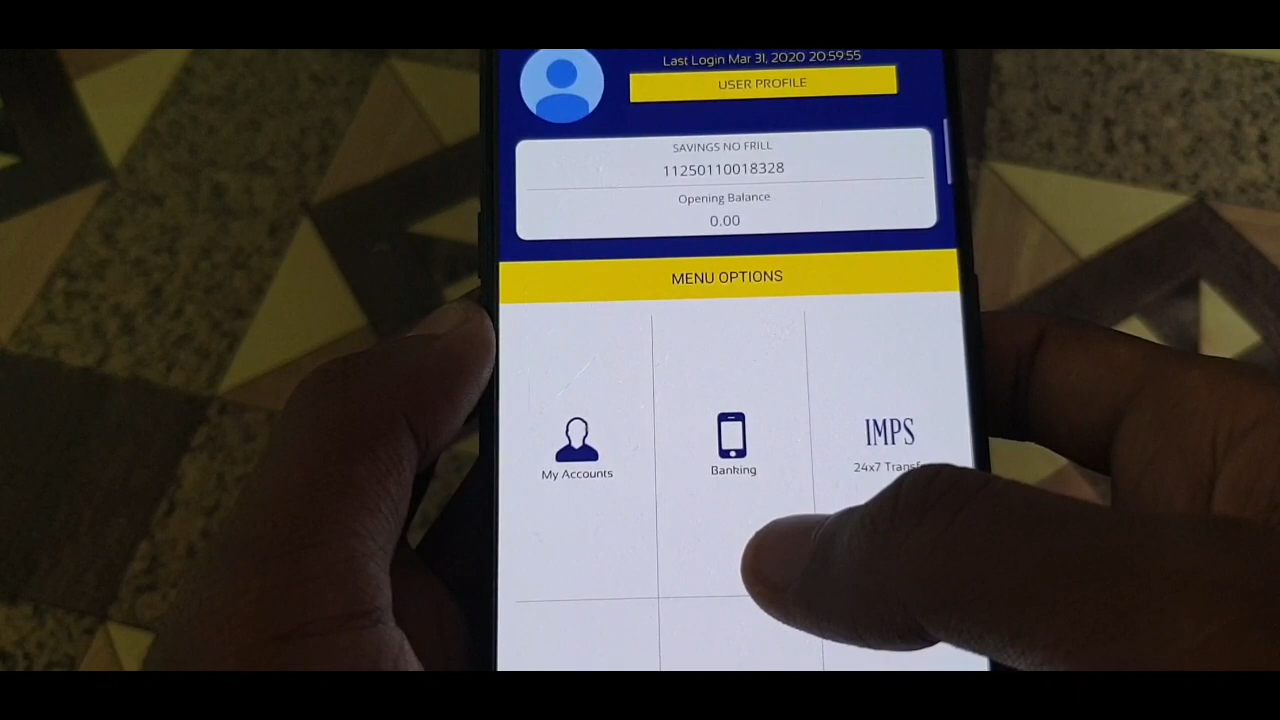 Last Login Mar 31, 2020 20:59:55
USER PROFILE
SAVINGS NO FRILL
11250110018328
Opening Balance
0.00
MENU OPTIONS
My Accounts
Banking
IMPS
24x7